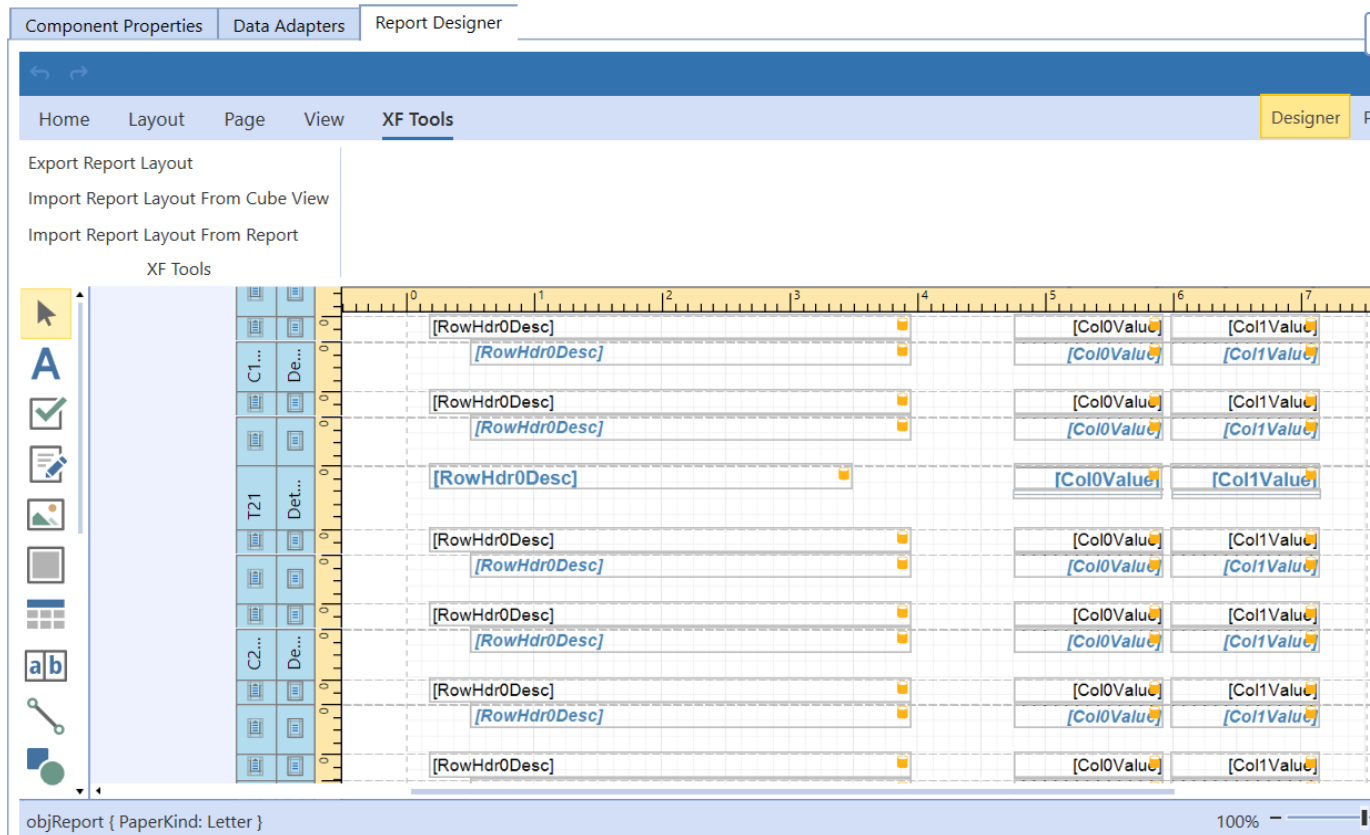 Component Properties Data Adapters Report Designer
Home Layout Page View XF Tools Designer
Export Report Layout
Import Report Layout From Cube View
Import Report Layout From Report
XF Tools
0 1 2 3 4 5 6 7
[RowHdr0Desc] [Col0Value] [Col1Value]
C1... De... [RowHdr0Desc] [Col0Value] [Col1Value]
[RowHdr0Desc] [Col0Value] [Col1Value]
[RowHdr0Desc] [Col0Value] [Col1Value]
T21 Det... [RowHdr0Desc] [Col0Value] [Col1Value]
[RowHdr0Desc] [Col0Value] [Col1Value]
[RowHdr0Desc] [Col0Value] [Col1Value]
[RowHdr0Desc] [Col0Value] [Col1Value]
C2... De... [RowHdr0Desc] [Col0Value] [Col1Value]
[RowHdr0Desc] [Col0Value] [Col1Value]
[RowHdr0Desc] [Col0Value] [Col1Value]
[RowHdr0Desc] [Col0Value] [Col1Value]
A
a|b
objReport { PaperKind: Letter } 100%